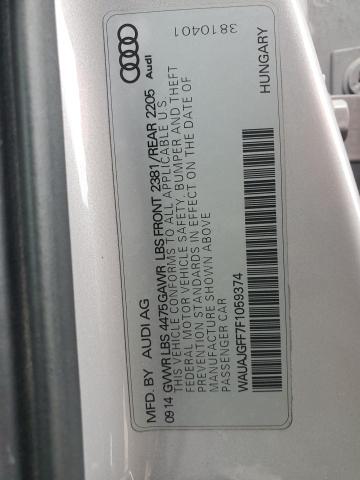 MFD. BY AUDI AG
09 14 GVWR LBS 4475 GAWR LBS FRONT 2381/REAR 2205
THIS VEHICLE CONFORMS TO ALL APPLICABLE U S
FEDERAL MOTOR VEHICLE SAFETY, BUMPER AND THEFT
PREVENTION STANDARDS IN EFFECT ON THE DATE OF
MANUFACTURE SHOWN ABOVE
PASSENGER CAR
WAUAJGFF7F1059374
HUNGARY
Audi
3810401